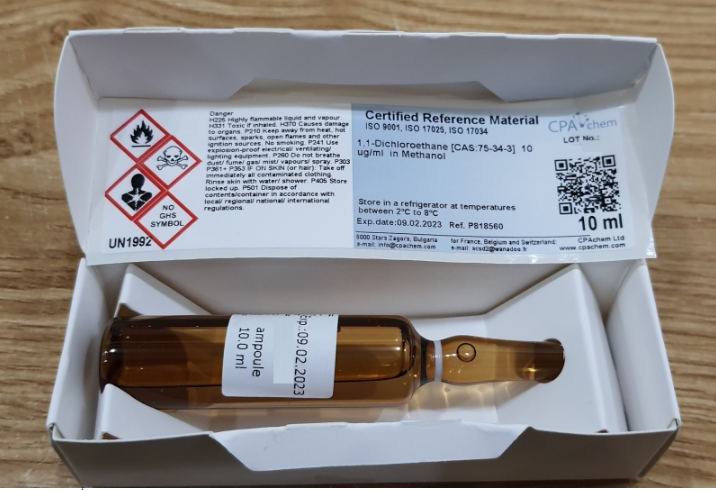 Danger
H225 Highly flammable liquid and vapour.
H331 Toxic if inhaled. H370 Causes damage
to organs. P210 Keep away from heat, hot
surfaces, sparks, open flames and other
ignition sources. No smoking. P241 Use
explosion-proof electrical/ ventilating/
lighting equipment. P260 Do not breathe
dust/ fume/ gas/ mist/ vapours/ spray. P303
P361+ P353 IF ON SKIN (or hair): Take off
immediately all contaminated clothing.
Rinse skin with water/ shower. P405 Store
locked up. P501 Dispose of
contents/container in accordance with
local/ regional/ national/ international
regulations.
NO
GHS
SYMBOL
UN1992
Certified Reference Material
ISO 9001, ISO 17025, ISO 17034
CPAchem
LOT No.:
1,1-Dichloroethane [CAS:75-34-3] 10
ug/ml in Methanol
Store in a refrigerator at temperatures
between 2°C to 8°C
Exp.date:09.02.2023 Ref. P818560
10 ml
6000 Stara Zagora, Bulgaria
e-mail: info@cpachem.com
for France, Belgium and Switzerland:
e-mail: scsd2@wanadoo.fr
CPAchem Ltd
www.cpachem.com
.:09.02.2023
ampoule
10.0 ml